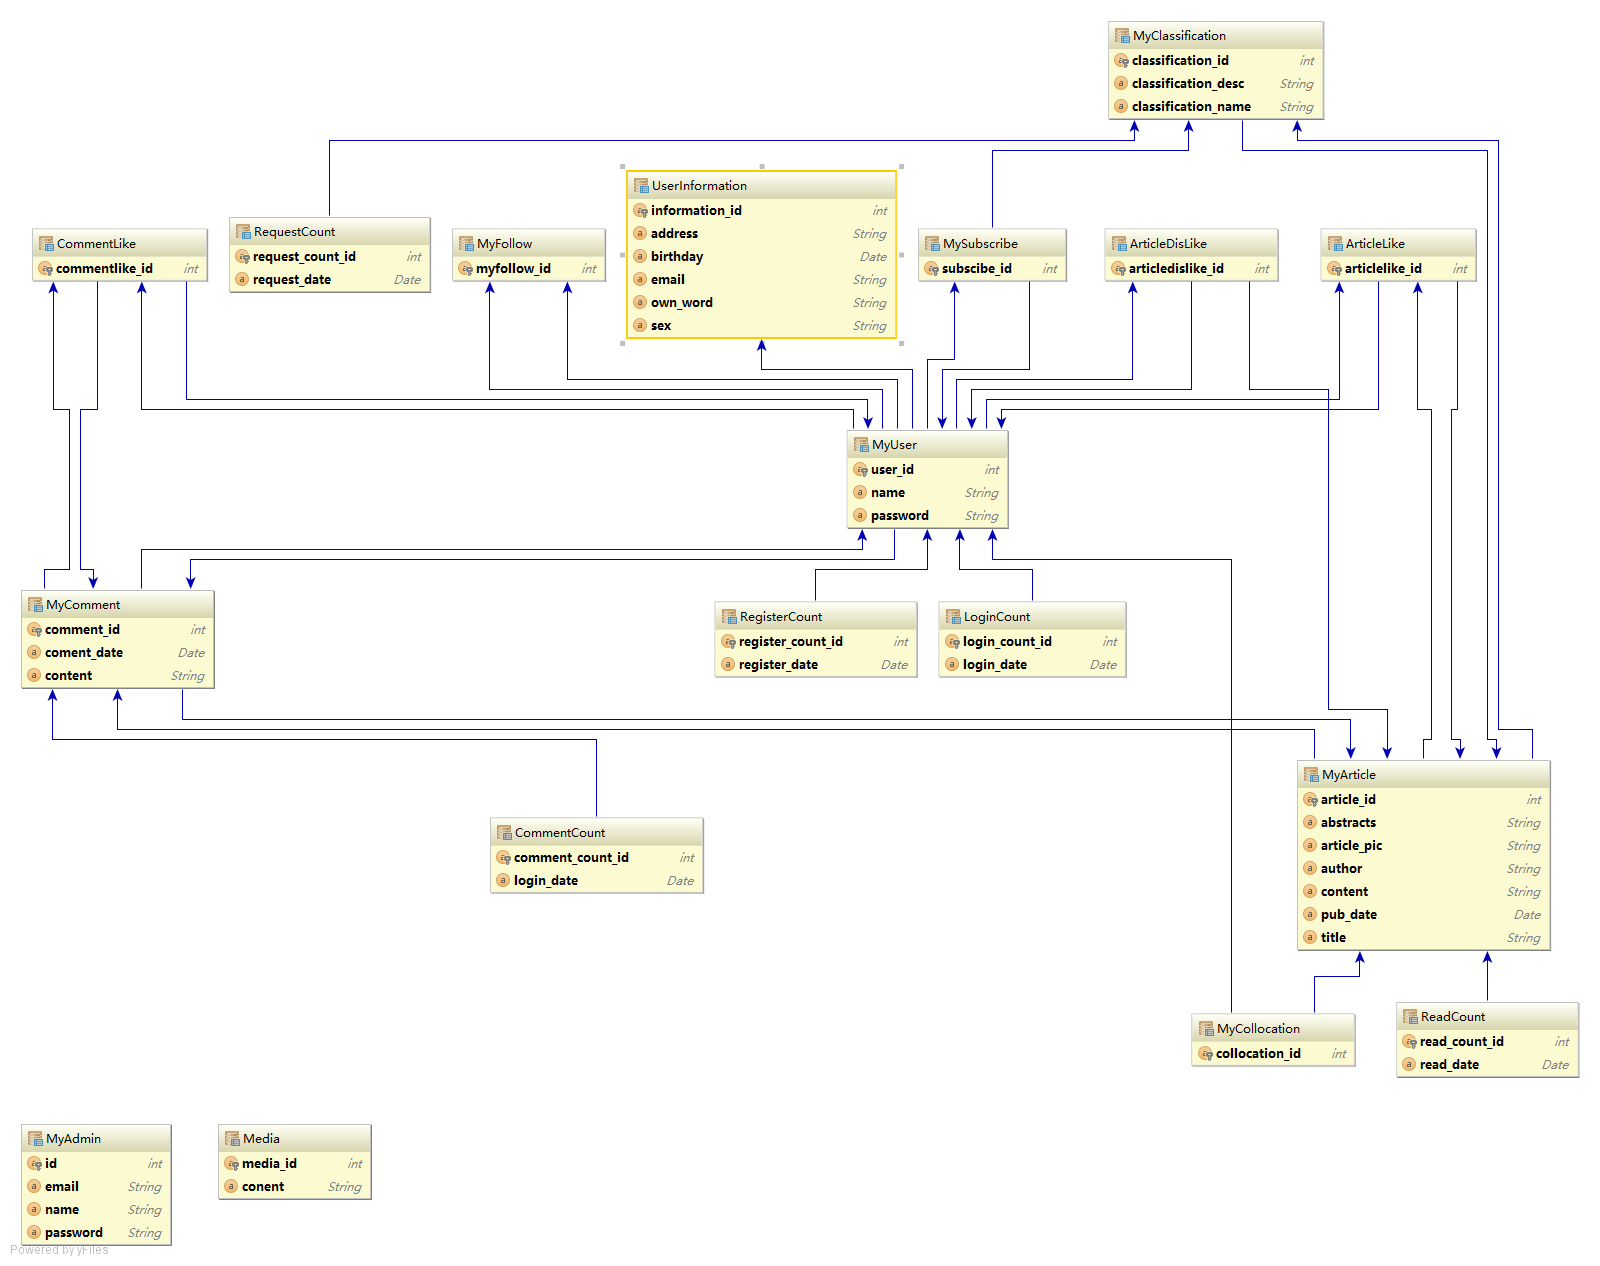 MyClassification
classification_id int
classification_desc String
classification_name String
UserInformation
information_id int
address String
birthday Date
email String
own_word String
sex String
CommentLike
commentlike_id int
RequestCount
request_count_id int
request_date Date
MyFollow
myfollow_id int
MySubscribe
subscibe_id int
ArticleDisLike
articledislike_id int
ArticleLike
articlelike_id int
MyUser
user_id int
name String
password String
MyComment
comment_id int
coment_date Date
content String
RegisterCount
register_count_id int
register_date Date
LoginCount
login_count_id int
login_date Date
CommentCount
comment_count_id int
login_date Date
MyArticle
article_id int
abstracts String
article_pic String
author String
content String
pub_date Date
title String
MyCollocation
collocation_id int
ReadCount
read_count_id int
read_date Date
MyAdmin
id int
email String
name String
password String
Media
media_id int
conent String
Powered by yFiles